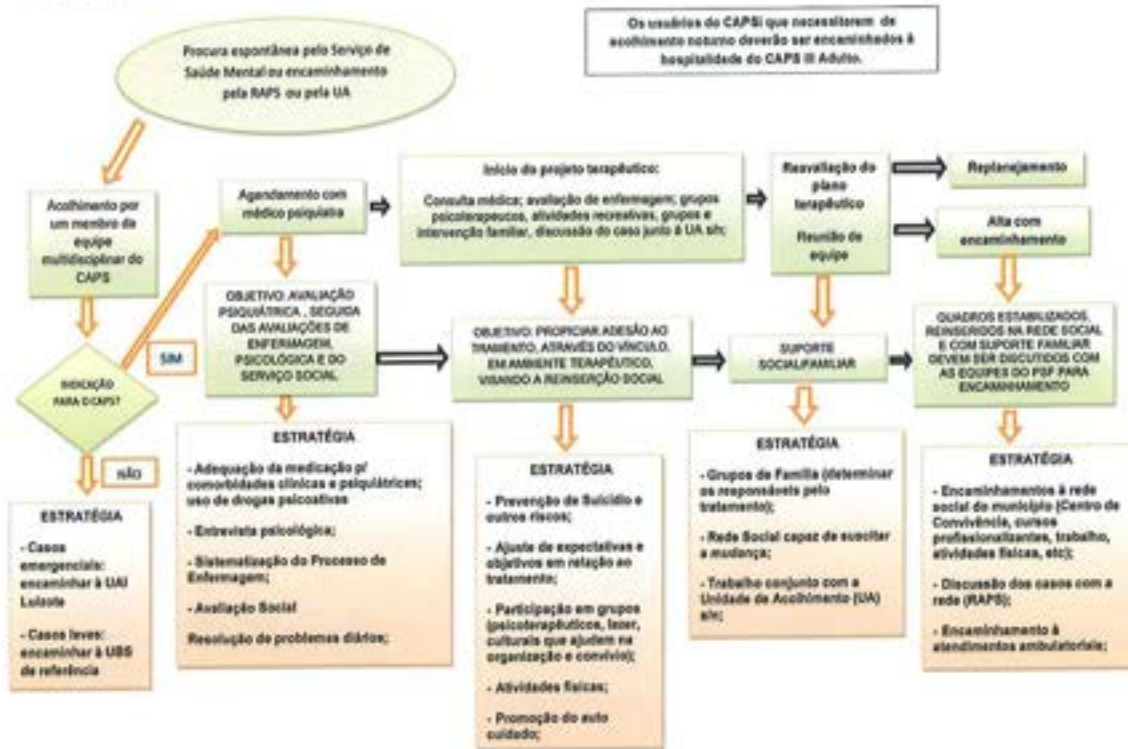 Os usuários do CAPSi que necessitarem de
acolhimento noturno deverão ser encaminhados à
hospitalidade do CAPS III Adulto.
Procura espontânea pelo Serviço de
Saúde Mental ou encaminhamento
pela RAPS ou pela UA
Acolhimento por
um membro da
equipe
multidisciplinar do
CAPS
Agendamento com
médico psiquiatra
Início do projeto terapêutico:
Consulta médica; avaliação de enfermagem; grupos
psicoterapeucos, atividades recreativas, grupos e
intervenção familiar, discussão do caso junto á UA s/n;
Reavaliação do
plano
terapêutico
Reunião de
equipe
Replanejamento
Alta com
encaminhamento
INDICAÇÃO
PARA O CAPS?
SIM
NÃO
OBJETIVO: AVALIAÇÃO
PSIQUIÁTRICA , SEGUIDA
DAS AVALIAÇÕES DE
ENFERMAGEM,
PSICOLÓGICA E DO
SERVIÇO SOCIAL
OBJETIVO: PROPICIAR ADESÃO AO
TRAMENTO, ATRAVÉS DO VÍNCULO,
EM AMBIENTE TERAPÊUTICO,
VISANDO A REINSERÇÃO SOCIAL
SUPORTE
SOCIAL/FAMILIAR
QUADROS ESTABILIZADOS,
REINSERIDOS NA REDE SOCIAL
E COM SUPORTE FAMILIAR
DEVEM SER DISCUTIDOS COM
AS EQUIPES DO PSF PARA
ENCAMINHAMENTO
ESTRATÉGIA
- Casos
emergenciais:
encaminhar à UAI
Luizote
- Casos leves:
encaminhar à UBS
de referência
ESTRATÉGIA
- Adequação da medicação p/
comorbidades clínicas e psiquiátrices;
uso de drogas psicoativas
- Entrevista psicológica;
- Sistematização do Processo de
Enfermagem;
- Avaliação Social
Resolução de problemas diários;
ESTRATÉGIA
- Prevenção de Suicídio e
outros riscos;
- Ajuste de expectativas e
objetivos em relação ao
tratamento;
- Participação em grupos
(psicoterapêuticos, lazer,
culturais que ajudem na
organização e convívio);
- Atividades físicas;
- Promoção do auto
cuidado;
ESTRATÉGIA
- Grupos de Família (determinar
os responsáveis pelo
tratamento);
- Rede Social capaz de suscitar
a mudança;
- Trabalho conjunto com a
Unidade de Acolhimento (UA)
s/n;
ESTRATÉGIA
- Encaminhamentos à rede
social do município (Centro de
Convivência, cursos
profissionalizantes, trabalho,
atividades físicas, etc);
- Discussão dos casos com a
rede (RAPS);
- Encaminhamento à
atendimentos ambulatoriais;